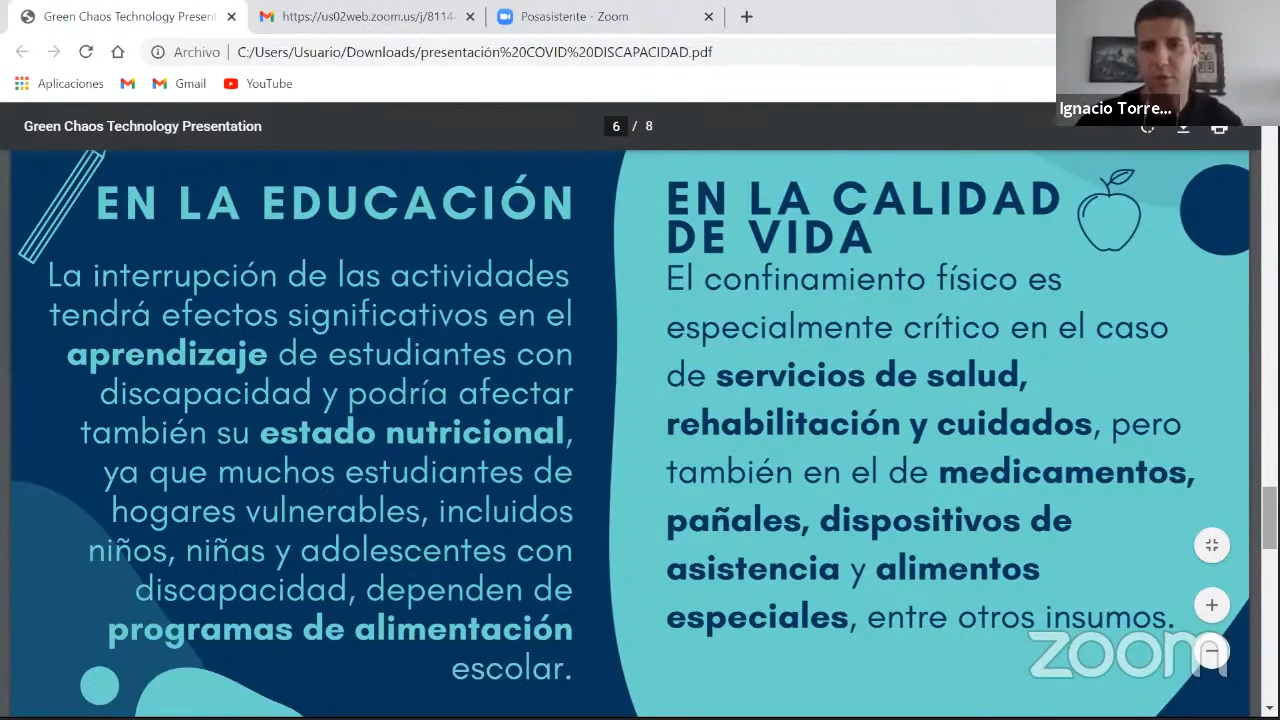 Green Chaos Technology Present
https://us02web.zoom.us/j/8114-
Posasistente - Zoom
Archivo
C:/Users/Usuario/Downloads/presentación%20COVID%20DISCAPACIDAD.pdf
Aplicaciones
Gmail
YouTube
Ignacio Torre...
Green Chaos Technology Presentation
6 / 8
EN LA EDUCACIÓN
La interrupción de las actividades
tendrá efectos significativos en el
aprendizaje de estudiantes con
discapacidad y podría afectar
también su estado nutricional,
ya que muchos estudiantes de
hogares vulnerables, incluidos
niños, niñas y adolescentes con
discapacidad, dependen de
programas de alimentación
escolar.
EN LA CALIDAD
DE VIDA
El confinamiento físico es
especialmente crítico en el caso
de servicios de salud,
rehabilitación y cuidados, pero
también en el de medicamentos,
pañales, dispositivos de
asistencia y alimentos
especiales, entre otros insumos.
zoom